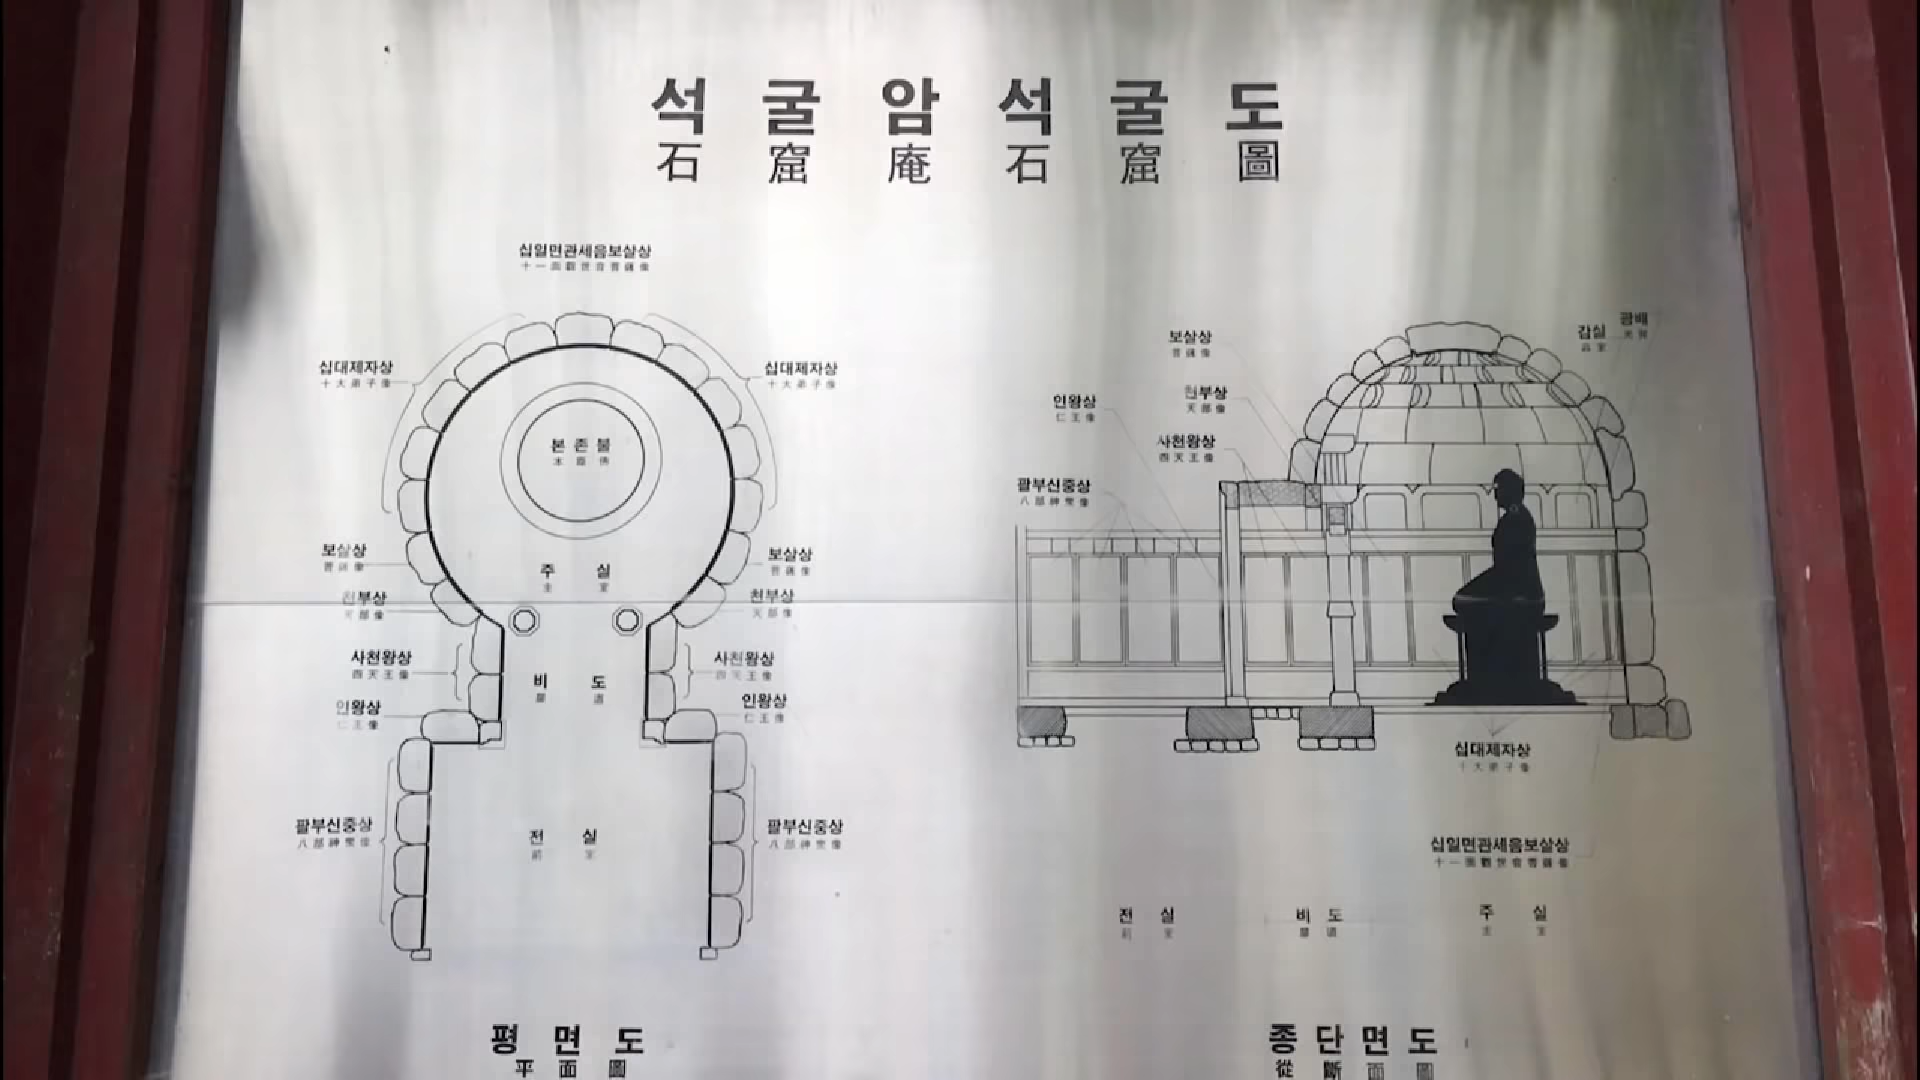 석 굴 암 석 굴 도
石 窟 庵 石 窟 圖
십일면관세음보살상
十一面觀世音菩薩像
십대제자상
十大弟子像
십대제자상
十大弟子像
본 존 불
本 尊 佛
보살상
菩薩像
보살상
菩薩像
주 실
主 室
천부상
天部像
천부상
天部像
사천왕상
四天王像
사천왕상
四天王像
비 도
扉 道
인왕상
仁王像
인왕상
仁王像
팔부신중상
八部神衆像
팔부신중상
八部神衆像
전 실
前 室
평 면 도
平 面 圖
보살상
菩薩像
감실
龕室
광배
光背
천부상
天部像
인왕상
仁王像
사천왕상
四天王像
팔부신중상
八部神衆像
십대제자상
十大弟子像
십일면관세음보살상
十一面觀世音菩薩像
전 실
前 室
비 도
扉 道
주 실
主 室
종 단 면 도
從 斷 面 圖